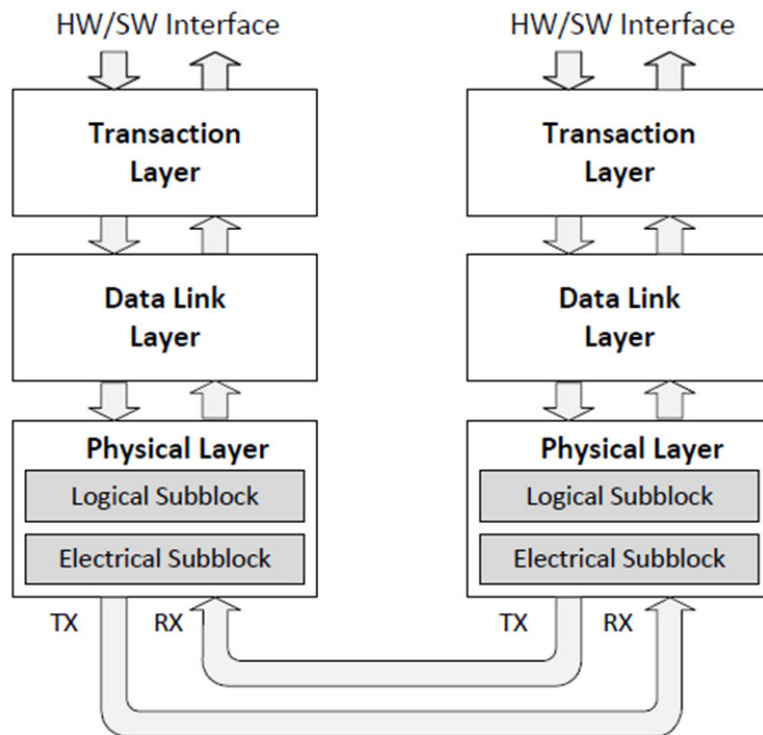 HW/SW Interface
Transaction
Layer
Data Link
Layer
Physical Layer
Logical Subblock
Electrical Subblock
TX RX
HW/SW Interface
Transaction
Layer
Data Link
Layer
Physical Layer
Logical Subblock
Electrical Subblock
TX RX